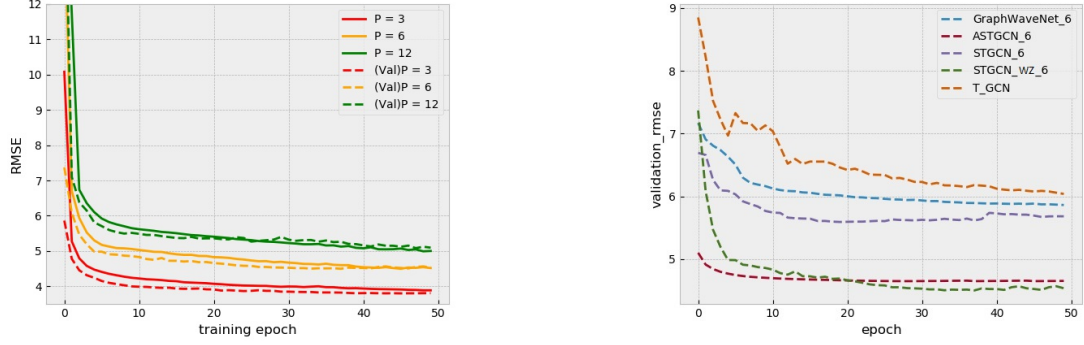 12
11
10
9
8
7
6
5
4
RMSE
P = 3
P = 6
P = 12
(Val)P = 3
(Val)P = 6
(Val)P = 12
0
10
20
30
40
50
training epoch
9
8
7
6
5
validation_rmse
GraphWaveNet_6
ASTGCN_6
STGCN_6
STGCN_WZ_6
T_GCN
0
10
20
30
40
50
epoch